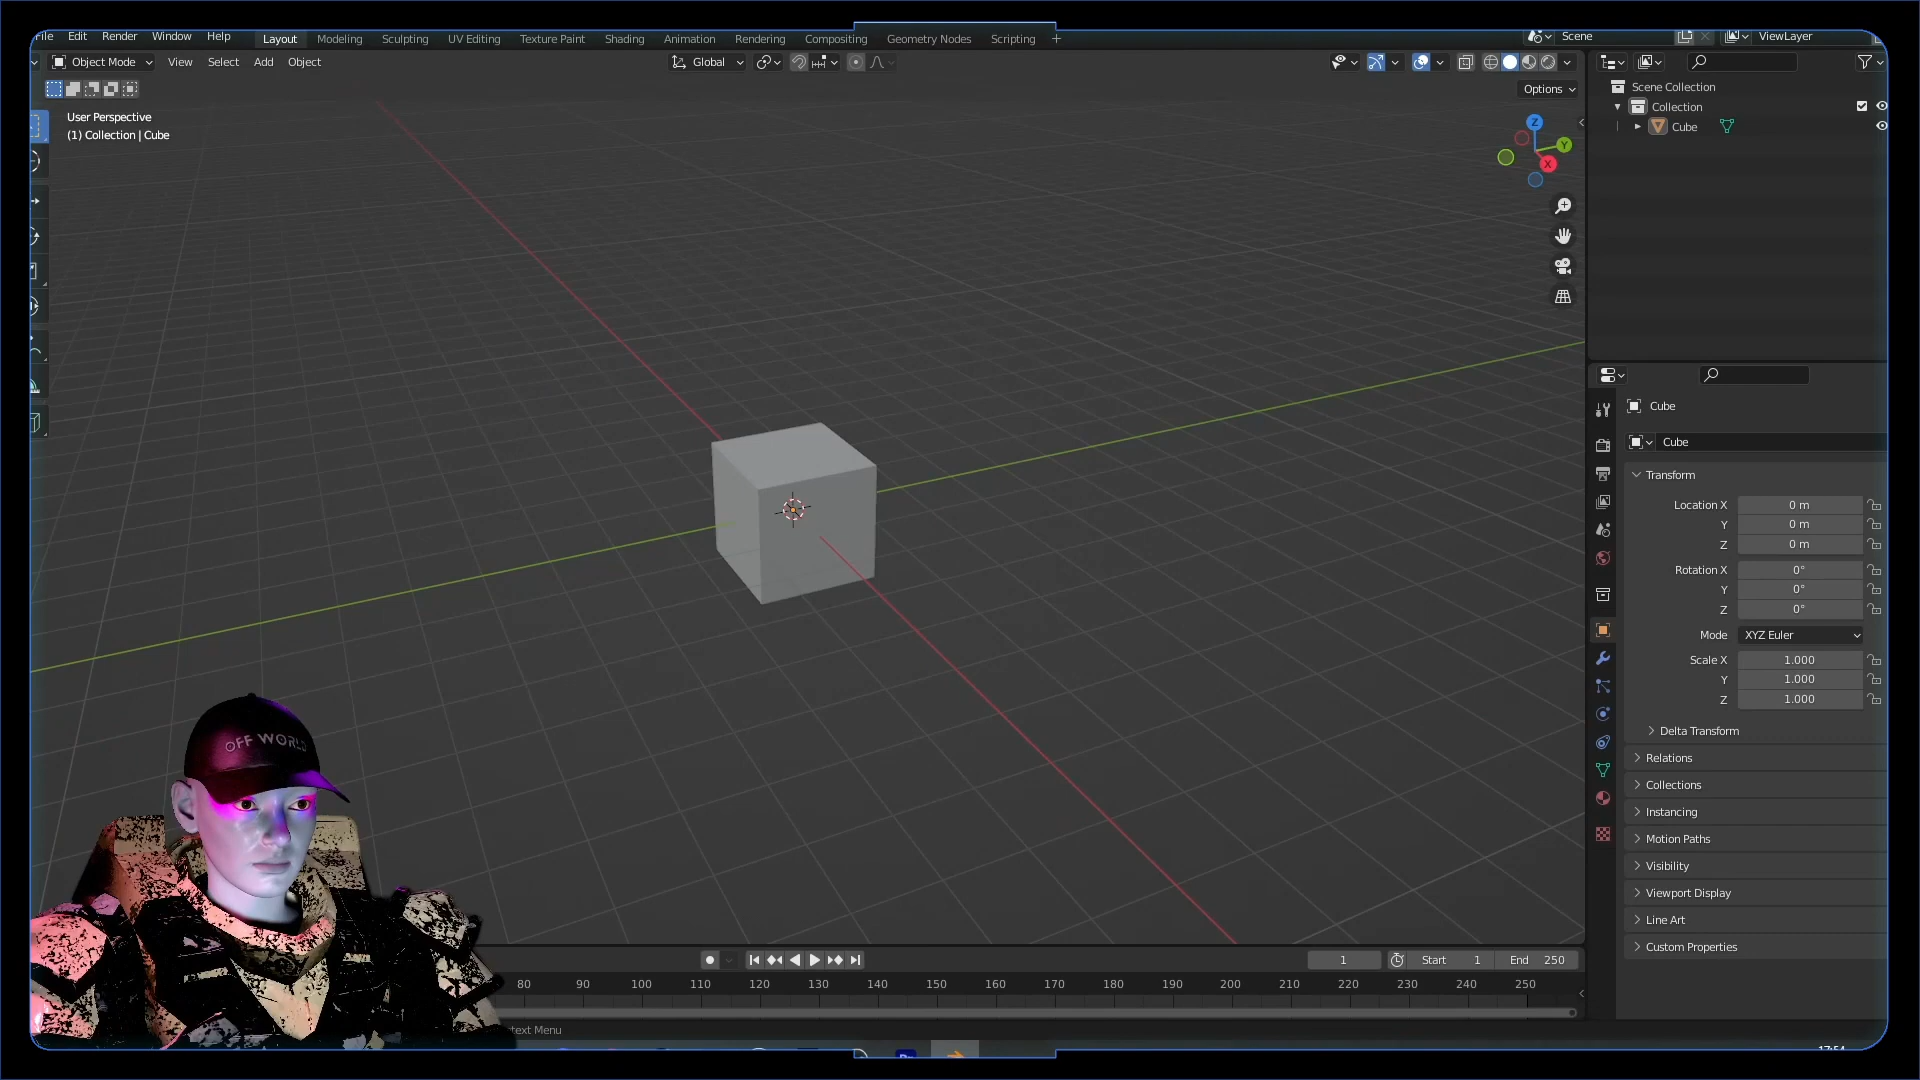 File Edit Render Window Help Layout Modeling Sculpting UV Editing Texture Paint Shading Animation Rendering Compositing Geometry Nodes Scripting + Scene ViewLayer
Object Mode View Select Add Object Global
Options
User Perspective
(1) Collection | Cube
Z
Y
X
Scene Collection
Collection
Cube
Cube
Cube
Transform
Location X 0 m
Y 0 m
Z 0 m
Rotation X 0°
Y 0°
Z 0°
Mode XYZ Euler
Scale X 1.000
Y 1.000
Z 1.000
Delta Transform
Relations
Collections
Instancing
Motion Paths
Visibility
Viewport Display
Line Art
Custom Properties
OFF WORLD
1 Start 1 End 250
80 90 100 110 120 130 140 150 160 170 180 190 200 210 220 230 240 250
text Menu